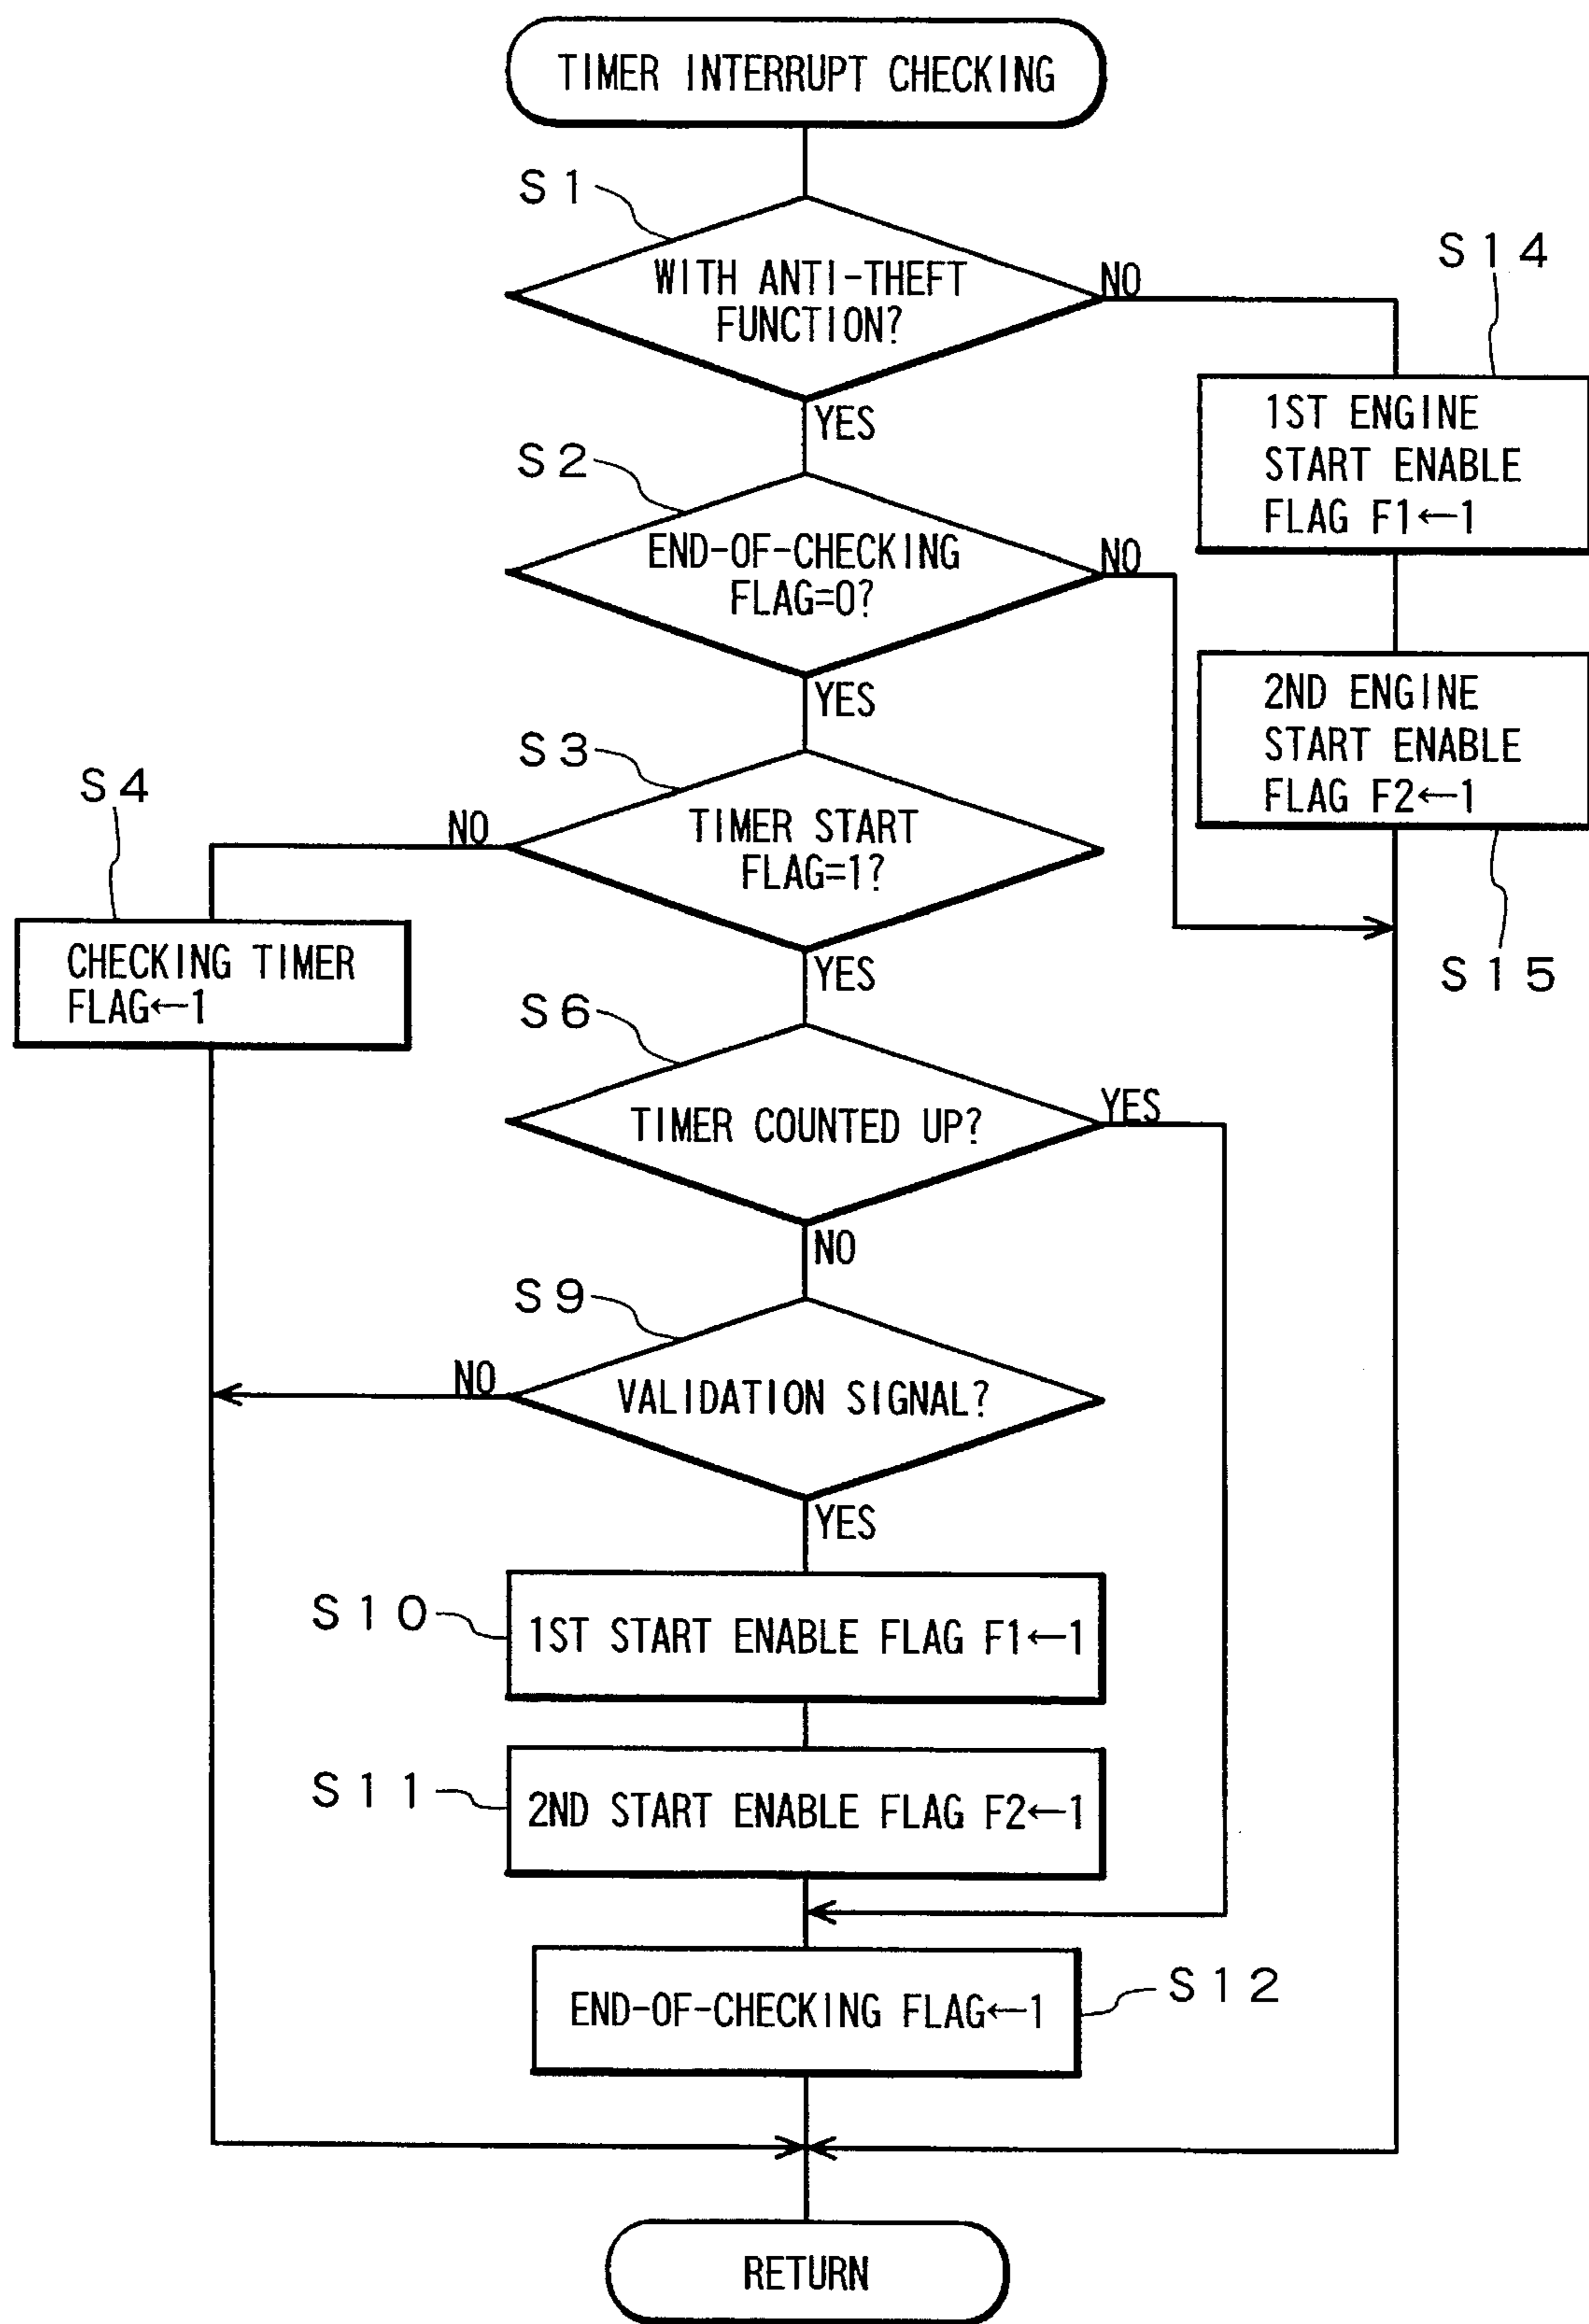 TIMER INTERRUPT CHECKING
S1
WITH ANTI-THEFT
FUNCTION?
NO
YES
S14
1ST ENGINE
START ENABLE
FLAG F1←1
S2
END-OF-CHECKING
FLAG=0?
NO
YES
2ND ENGINE
START ENABLE
FLAG F2←1
S15
S3
TIMER START
FLAG=1?
NO
YES
S4
CHECKING TIMER
FLAG←1
S6
TIMER COUNTED UP?
YES
NO
S9
VALIDATION SIGNAL?
NO
YES
S10
1ST START ENABLE FLAG F1←1
S11
2ND START ENABLE FLAG F2←1
END-OF-CHECKING FLAG←1
S12
RETURN